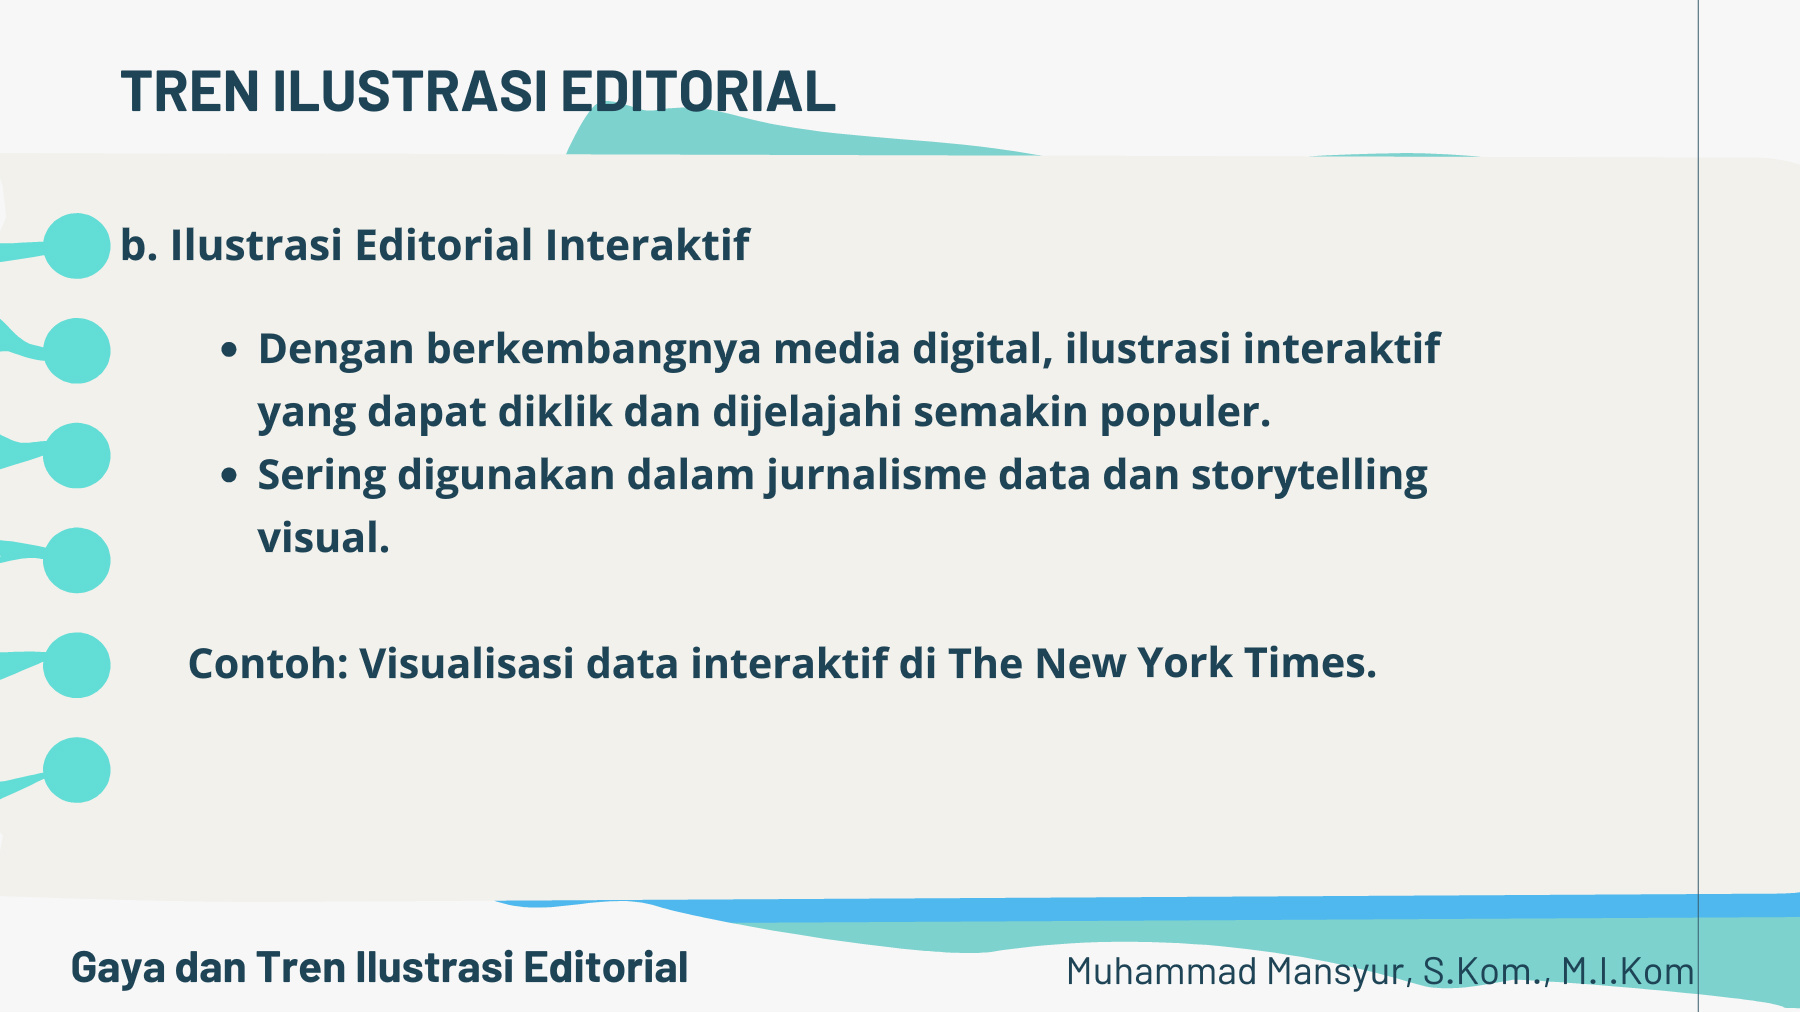 TREN ILUSTRASI EDITORIAL
b. Ilustrasi Editorial Interaktif
• Dengan berkembangnya media digital, ilustrasi interaktif
yang dapat diklik dan dijelajahi semakin populer.
• Sering digunakan dalam jurnalisme data dan storytelling
visual.
Contoh: Visualisasi data interaktif di The New York Times.
Gaya dan Tren Ilustrasi Editorial
Muhammad Mansyur, S.Kom., M.I.Kom